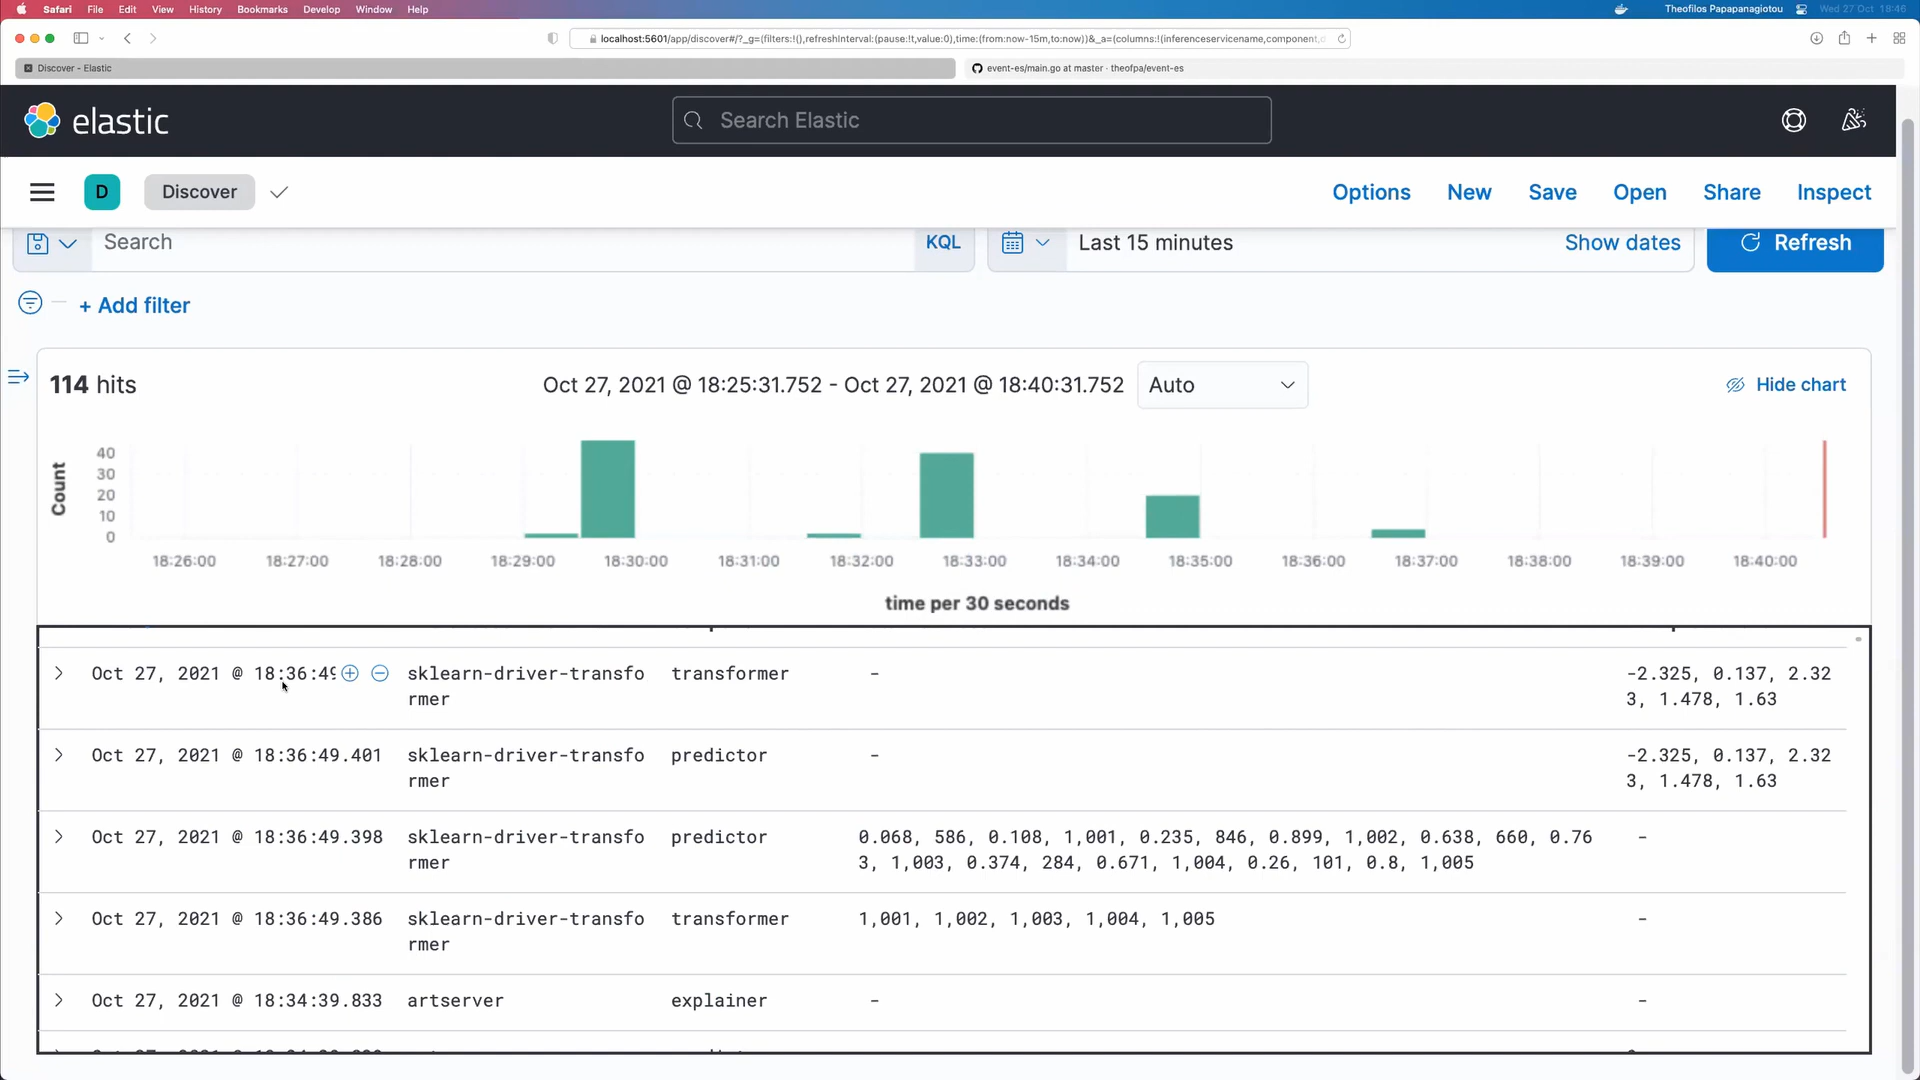 Safari File Edit View History Bookmarks Develop Window Help Theofilos Papapanagiotou Wed 27 Oct 18:46
localhost:5601/app/discover#/?_g=(filters:!(),refreshInterval:(pause:!t,value:0),time:(from:now-15m,to:now))&_a=(columns:!(inferenceservicename,component,
Discover - Elastic event-es/main.go at master · theofpa/event-es
elastic Search Elastic
D Discover Options New Save Open Share Inspect
Search KQL Last 15 minutes Show dates Refresh
+ Add filter
114 hits Oct 27, 2021 @ 18:25:31.752 - Oct 27, 2021 @ 18:40:31.752 Auto Hide chart
Count
40
30
20
10
0
18:26:00 18:27:00 18:28:00 18:29:00 18:30:00 18:31:00 18:32:00 18:33:00 18:34:00 18:35:00 18:36:00 18:37:00 18:38:00 18:39:00 18:40:00
time per 30 seconds
Oct 27, 2021 @ 18:36:49 sklearn-driver-transfo transformer - -2.325, 0.137, 2.32
rmer 3, 1.478, 1.63
Oct 27, 2021 @ 18:36:49.401 sklearn-driver-transfo predictor - -2.325, 0.137, 2.32
rmer 3, 1.478, 1.63
Oct 27, 2021 @ 18:36:49.398 sklearn-driver-transfo predictor 0.068, 586, 0.108, 1,001, 0.235, 846, 0.899, 1,002, 0.638, 660, 0.76 -
rmer 3, 1,003, 0.374, 284, 0.671, 1,004, 0.26, 101, 0.8, 1,005
Oct 27, 2021 @ 18:36:49.386 sklearn-driver-transfo transformer 1,001, 1,002, 1,003, 1,004, 1,005 -
rmer
Oct 27, 2021 @ 18:34:39.833 artserver explainer - -